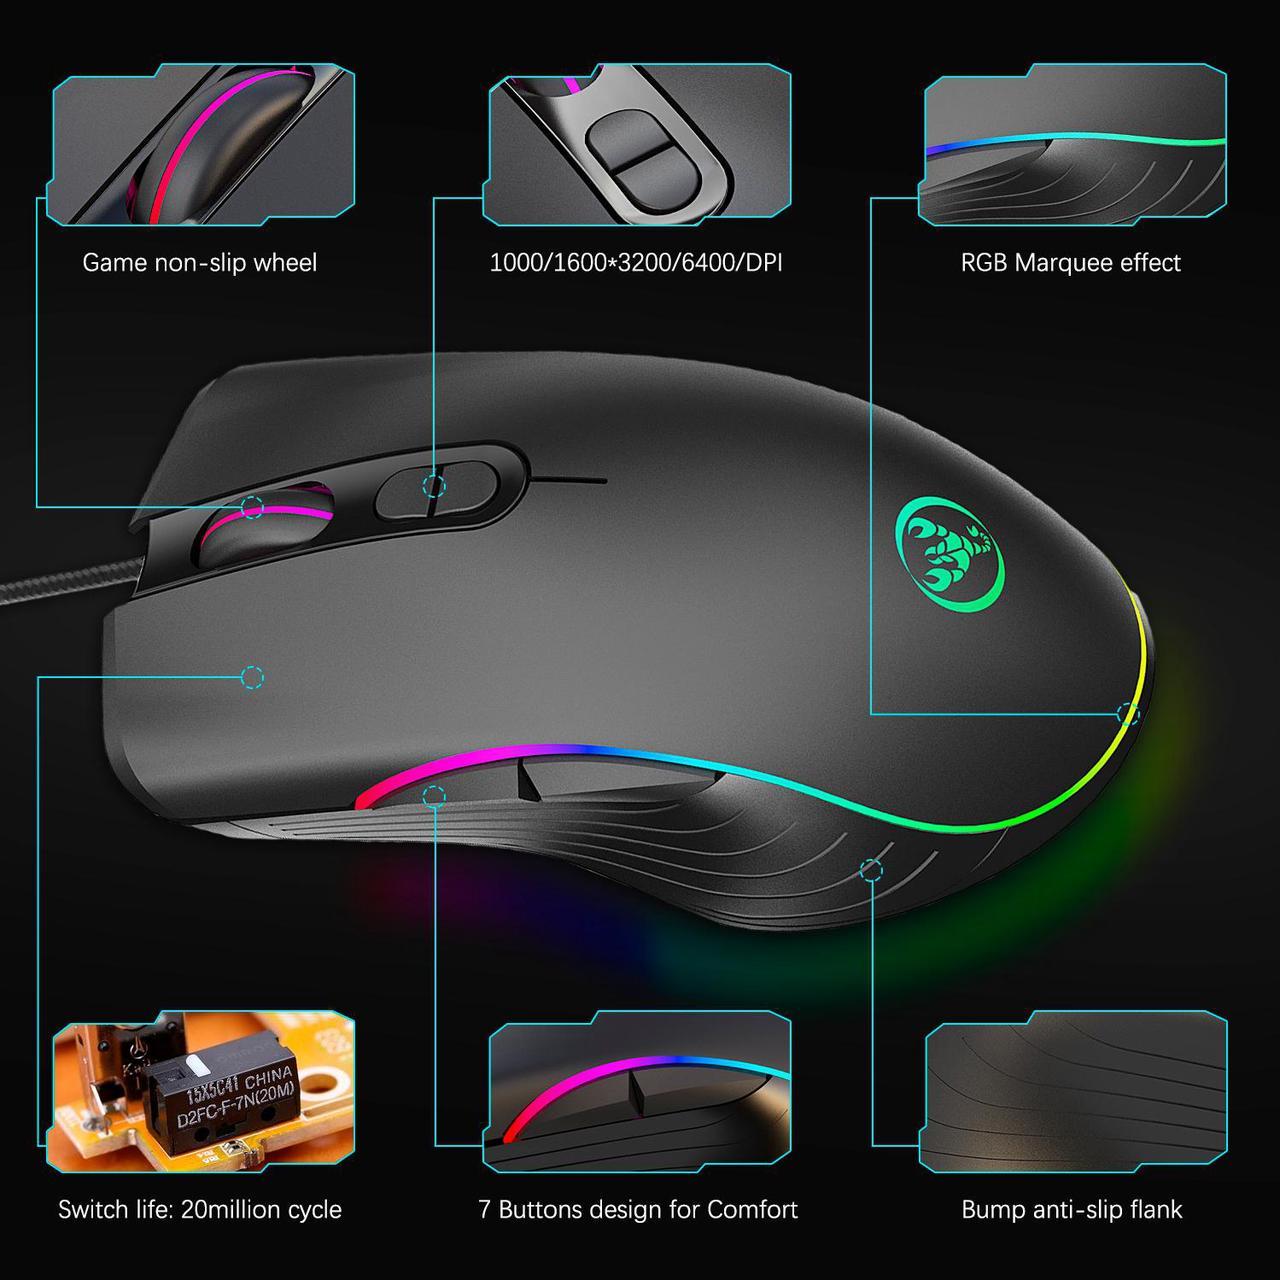 Game non-slip wheel
1000/1600*3200/6400/DPI
RGB Marquee effect
15X5C41 CHINA
D2FC-F-7N(20M)
Switch life: 20million cycle
7 Buttons design for Comfort
Bump anti-slip flank